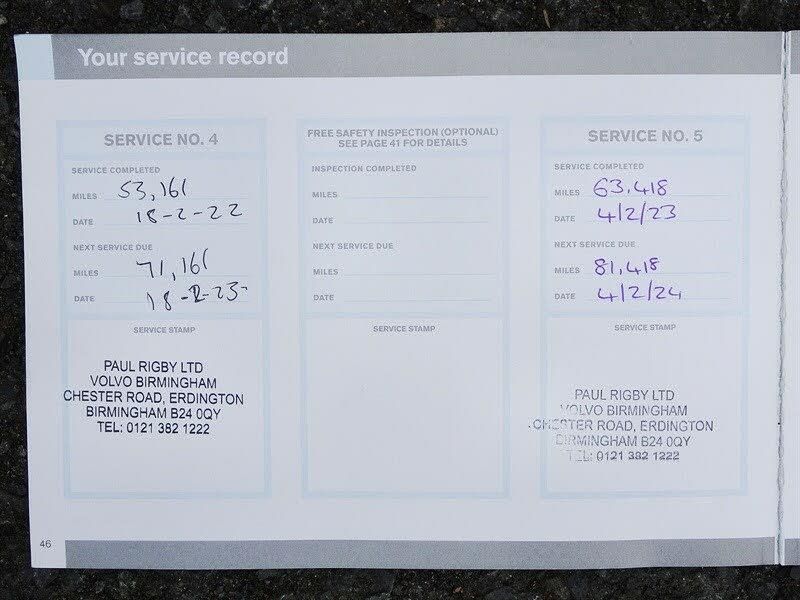 Your service record
SERVICE NO. 4
SERVICE COMPLETED
MILES 53,161
DATE 18-2-22
NEXT SERVICE DUE
MILES 71,161
DATE 18-2-23-
SERVICE STAMP
PAUL RIGBY LTD
VOLVO BIRMINGHAM
CHESTER ROAD, ERDINGTON
BIRMINGHAM B24 0QY
TEL: 0121 382 1222
FREE SAFETY INSPECTION (OPTIONAL)
SEE PAGE 41 FOR DETAILS
INSPECTION COMPLETED
MILES
DATE
NEXT SERVICE DUE
MILES
DATE
SERVICE STAMP
SERVICE NO. 5
SERVICE COMPLETED
MILES 63,418
DATE 4/2/23
NEXT SERVICE DUE
MILES 81,418
DATE 4/2/24
SERVICE STAMP
PAUL RIGBY LTD
VOLVO BIRMINGHAM
CHESTER ROAD, ERDINGTON
BIRMINGHAM B24 0QY
TEL: 0121 382 1222
46